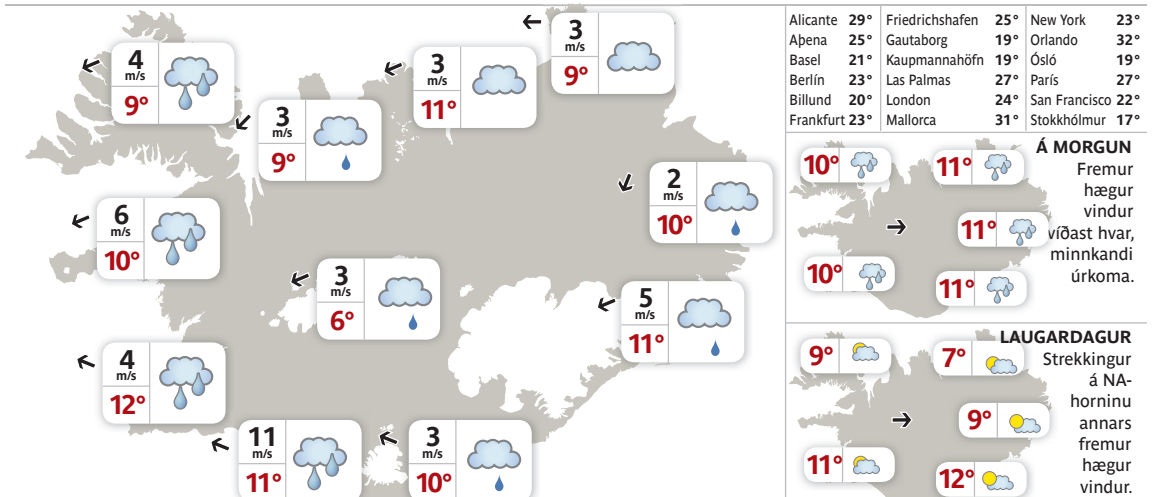 3
m/s
9°
4
m/s
9°
3
m/s
11°
3
m/s
9°
2
m/s
10°
6
m/s
10°
3
m/s
6°
5
m/s
11°
4
m/s
12°
11
m/s
11°
3
m/s
10°
Alicante 29° Friedrichshafen 25° New York 23°
Aþena 25° Gautaborg 19° Orlando 32°
Basel 21° Kaupmannahöfn 19° Ósló 19°
Berlín 23° Las Palmas 27° París 27°
Billund 20° London 24° San Francisco 22°
Frankfurt 23° Mallorca 31° Stokkhólmur 17°
Á MORGUN
Fremur
hægur
vindur
víðast hvar,
minnkandi
úrkoma.
10°
11°
11°
10°
11°
LAUGARDAGUR
Strekkingur
á NA-
horninu
annars
fremur
hægur
vindur.
9°
7°
9°
11°
12°